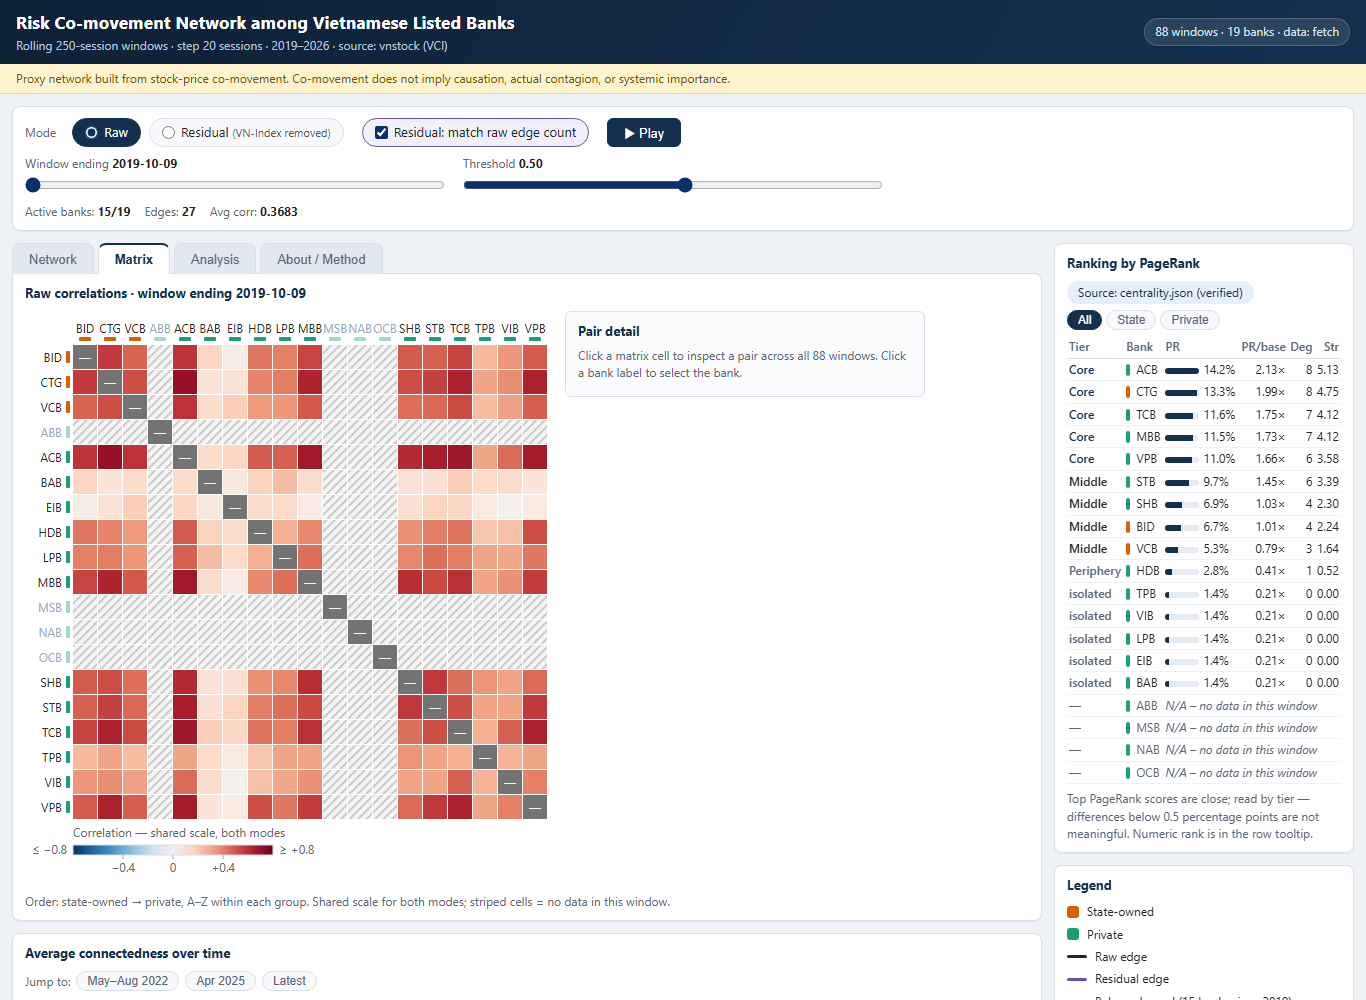 Risk Co-movement Network among Vietnamese Listed Banks
Rolling 250-session windows · step 20 sessions · 2019–2026 · source: vnstock (VCI)
88 windows · 19 banks · data: fetch
Proxy network built from stock-price co-movement. Co-movement does not imply causation, actual contagion, or systemic importance.
Mode Raw Residual (VN-Index removed) Residual: match raw edge count ▶ Play
Window ending 2019-10-09 Threshold 0.50
Active banks: 15/19 Edges: 27 Avg corr: 0.3683
Network Matrix Analysis About / Method
Raw correlations · window ending 2019-10-09
BID CTG VCB ABB ACB BAB EIB HDB LPB MBB MSB NAB OCB SHB STB TCB TPB VIB VPB
BID —
CTG —
VCB —
ABB —
ACB —
BAB —
EIB —
HDB —
LPB —
MBB —
MSB —
NAB —
OCB —
SHB —
STB —
TCB —
TPB —
VIB —
VPB —
Correlation — shared scale, both modes
≤ −0.8 ≥ +0.8
−0.4 0 +0.4
Order: state-owned → private, A–Z within each group. Shared scale for both modes; striped cells = no data in this window.
Pair detail
Click a matrix cell to inspect a pair across all 88 windows. Click
a bank label to select the bank.
Average connectedness over time
Jump to: May–Aug 2022 Apr 2025 Latest
Ranking by PageRank
Source: centrality.json (verified)
All State Private
Tier Bank PR PR/base Deg Str
Core ACB 14.2% 2.13× 8 5.13
Core CTG 13.3% 1.99× 8 4.75
Core TCB 11.6% 1.75× 7 4.12
Core MBB 11.5% 1.73× 7 4.12
Core VPB 11.0% 1.66× 6 3.58
Middle STB 9.7% 1.45× 6 3.39
Middle SHB 6.9% 1.03× 4 2.30
Middle BID 6.7% 1.01× 4 2.24
Middle VCB 5.3% 0.79× 3 1.64
Periphery HDB 2.8% 0.41× 1 0.52
isolated TPB 1.4% 0.21× 0 0.00
isolated VIB 1.4% 0.21× 0 0.00
isolated LPB 1.4% 0.21× 0 0.00
isolated EIB 1.4% 0.21× 0 0.00
isolated BAB 1.4% 0.21× 0 0.00
— ABB N/A – no data in this window
— MSB N/A – no data in this window
— NAB N/A – no data in this window
— OCB N/A – no data in this window
Top PageRank scores are close; read by tier —
differences below 0.5 percentage points are not
meaningful. Numeric rank is in the row tooltip.
Legend
State-owned
Private
Raw edge
Residual edge